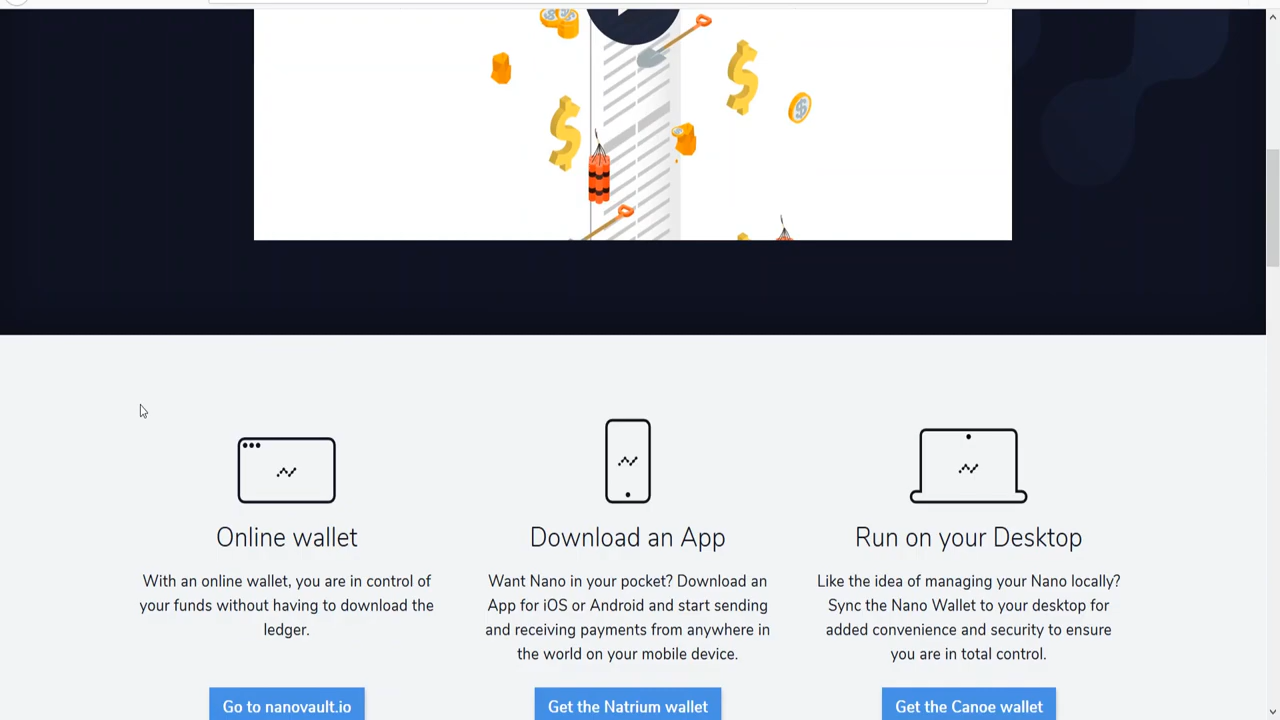 Online wallet
With an online wallet, you are in control of
your funds without having to download the
ledger.
Go to nanovault.io
Download an App
Want Nano in your pocket? Download an
App for iOS or Android and start sending
and receiving payments from anywhere in
the world on your mobile device.
Get the Natrium wallet
Run on your Desktop
Like the idea of managing your Nano locally?
Sync the Nano Wallet to your desktop for
added convenience and security to ensure
you are in total control.
Get the Canoe wallet